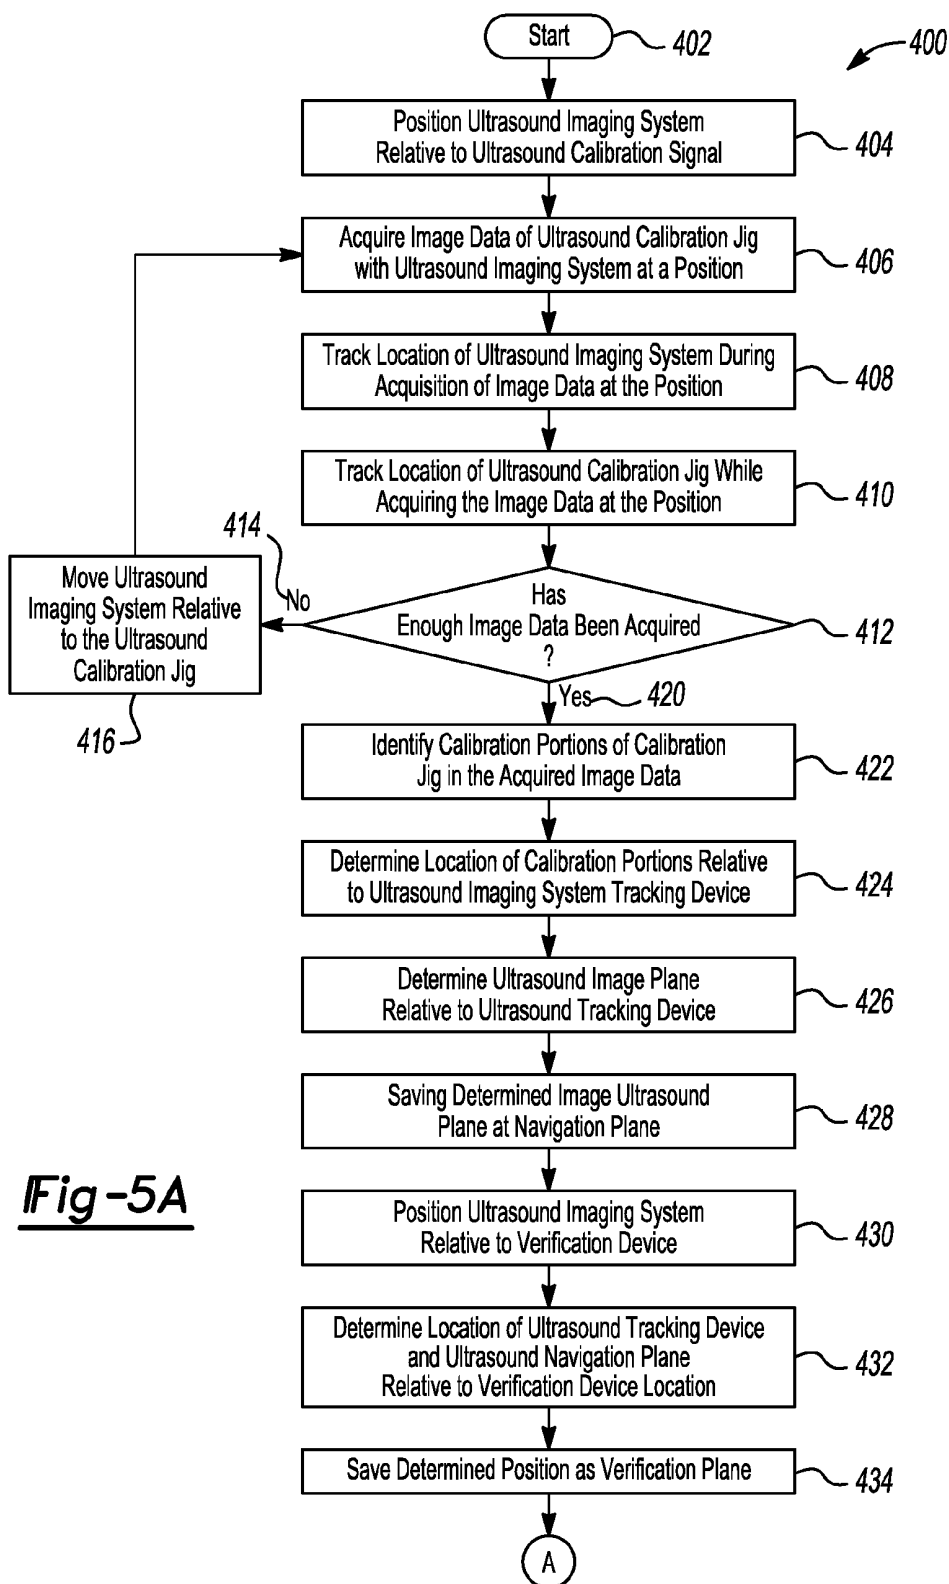 Start
402
400
Position Ultrasound Imaging System
Relative to Ultrasound Calibration Signal
404
Acquire Image Data of Ultrasound Calibration Jig
with Ultrasound Imaging System at a Position
406
Track Location of Ultrasound Imaging System During
Acquisition of Image Data at the Position
408
Track Location of Ultrasound Calibration Jig While
Acquiring the Image Data at the Position
410
414
No
Move Ultrasound
Imaging System Relative
to the Ultrasound
Calibration Jig
416
Has
Enough Image Data Been Acquired
?
412
Yes
420
Identify Calibration Portions of Calibration
Jig in the Acquired Image Data
422
Determine Location of Calibration Portions Relative
to Ultrasound Imaging System Tracking Device
424
Determine Ultrasound Image Plane
Relative to Ultrasound Tracking Device
426
Saving Determined Image Ultrasound
Plane at Navigation Plane
428
Fig-5A
Position Ultrasound Imaging System
Relative to Verification Device
430
Determine Location of Ultrasound Tracking Device
and Ultrasound Navigation Plane
Relative to Verification Device Location
432
Save Determined Position as Verification Plane
434
A